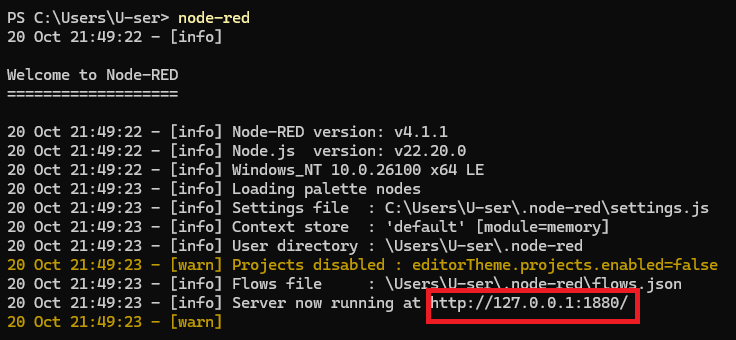 PS C:\Users\U-ser> node-red
20 Oct 21:49:22 - [info]
Welcome to Node-RED
===================
20 Oct 21:49:22 - [info] Node-RED version: v4.1.1
20 Oct 21:49:22 - [info] Node.js  version: v22.20.0
20 Oct 21:49:22 - [info] Windows_NT 10.0.26100 x64 LE
20 Oct 21:49:23 - [info] Loading palette nodes
20 Oct 21:49:23 - [info] Settings file  : C:\Users\U-ser\.node-red\settings.js
20 Oct 21:49:23 - [info] Context store  : 'default' [module=memory]
20 Oct 21:49:23 - [info] User directory : \Users\U-ser\.node-red
20 Oct 21:49:23 - [warn] Projects disabled : editorTheme.projects.enabled=false
20 Oct 21:49:23 - [info] Flows file     : \Users\U-ser\.node-red\flows.json
20 Oct 21:49:23 - [info] Server now running at http://127.0.0.1:1880/
20 Oct 21:49:23 - [warn]